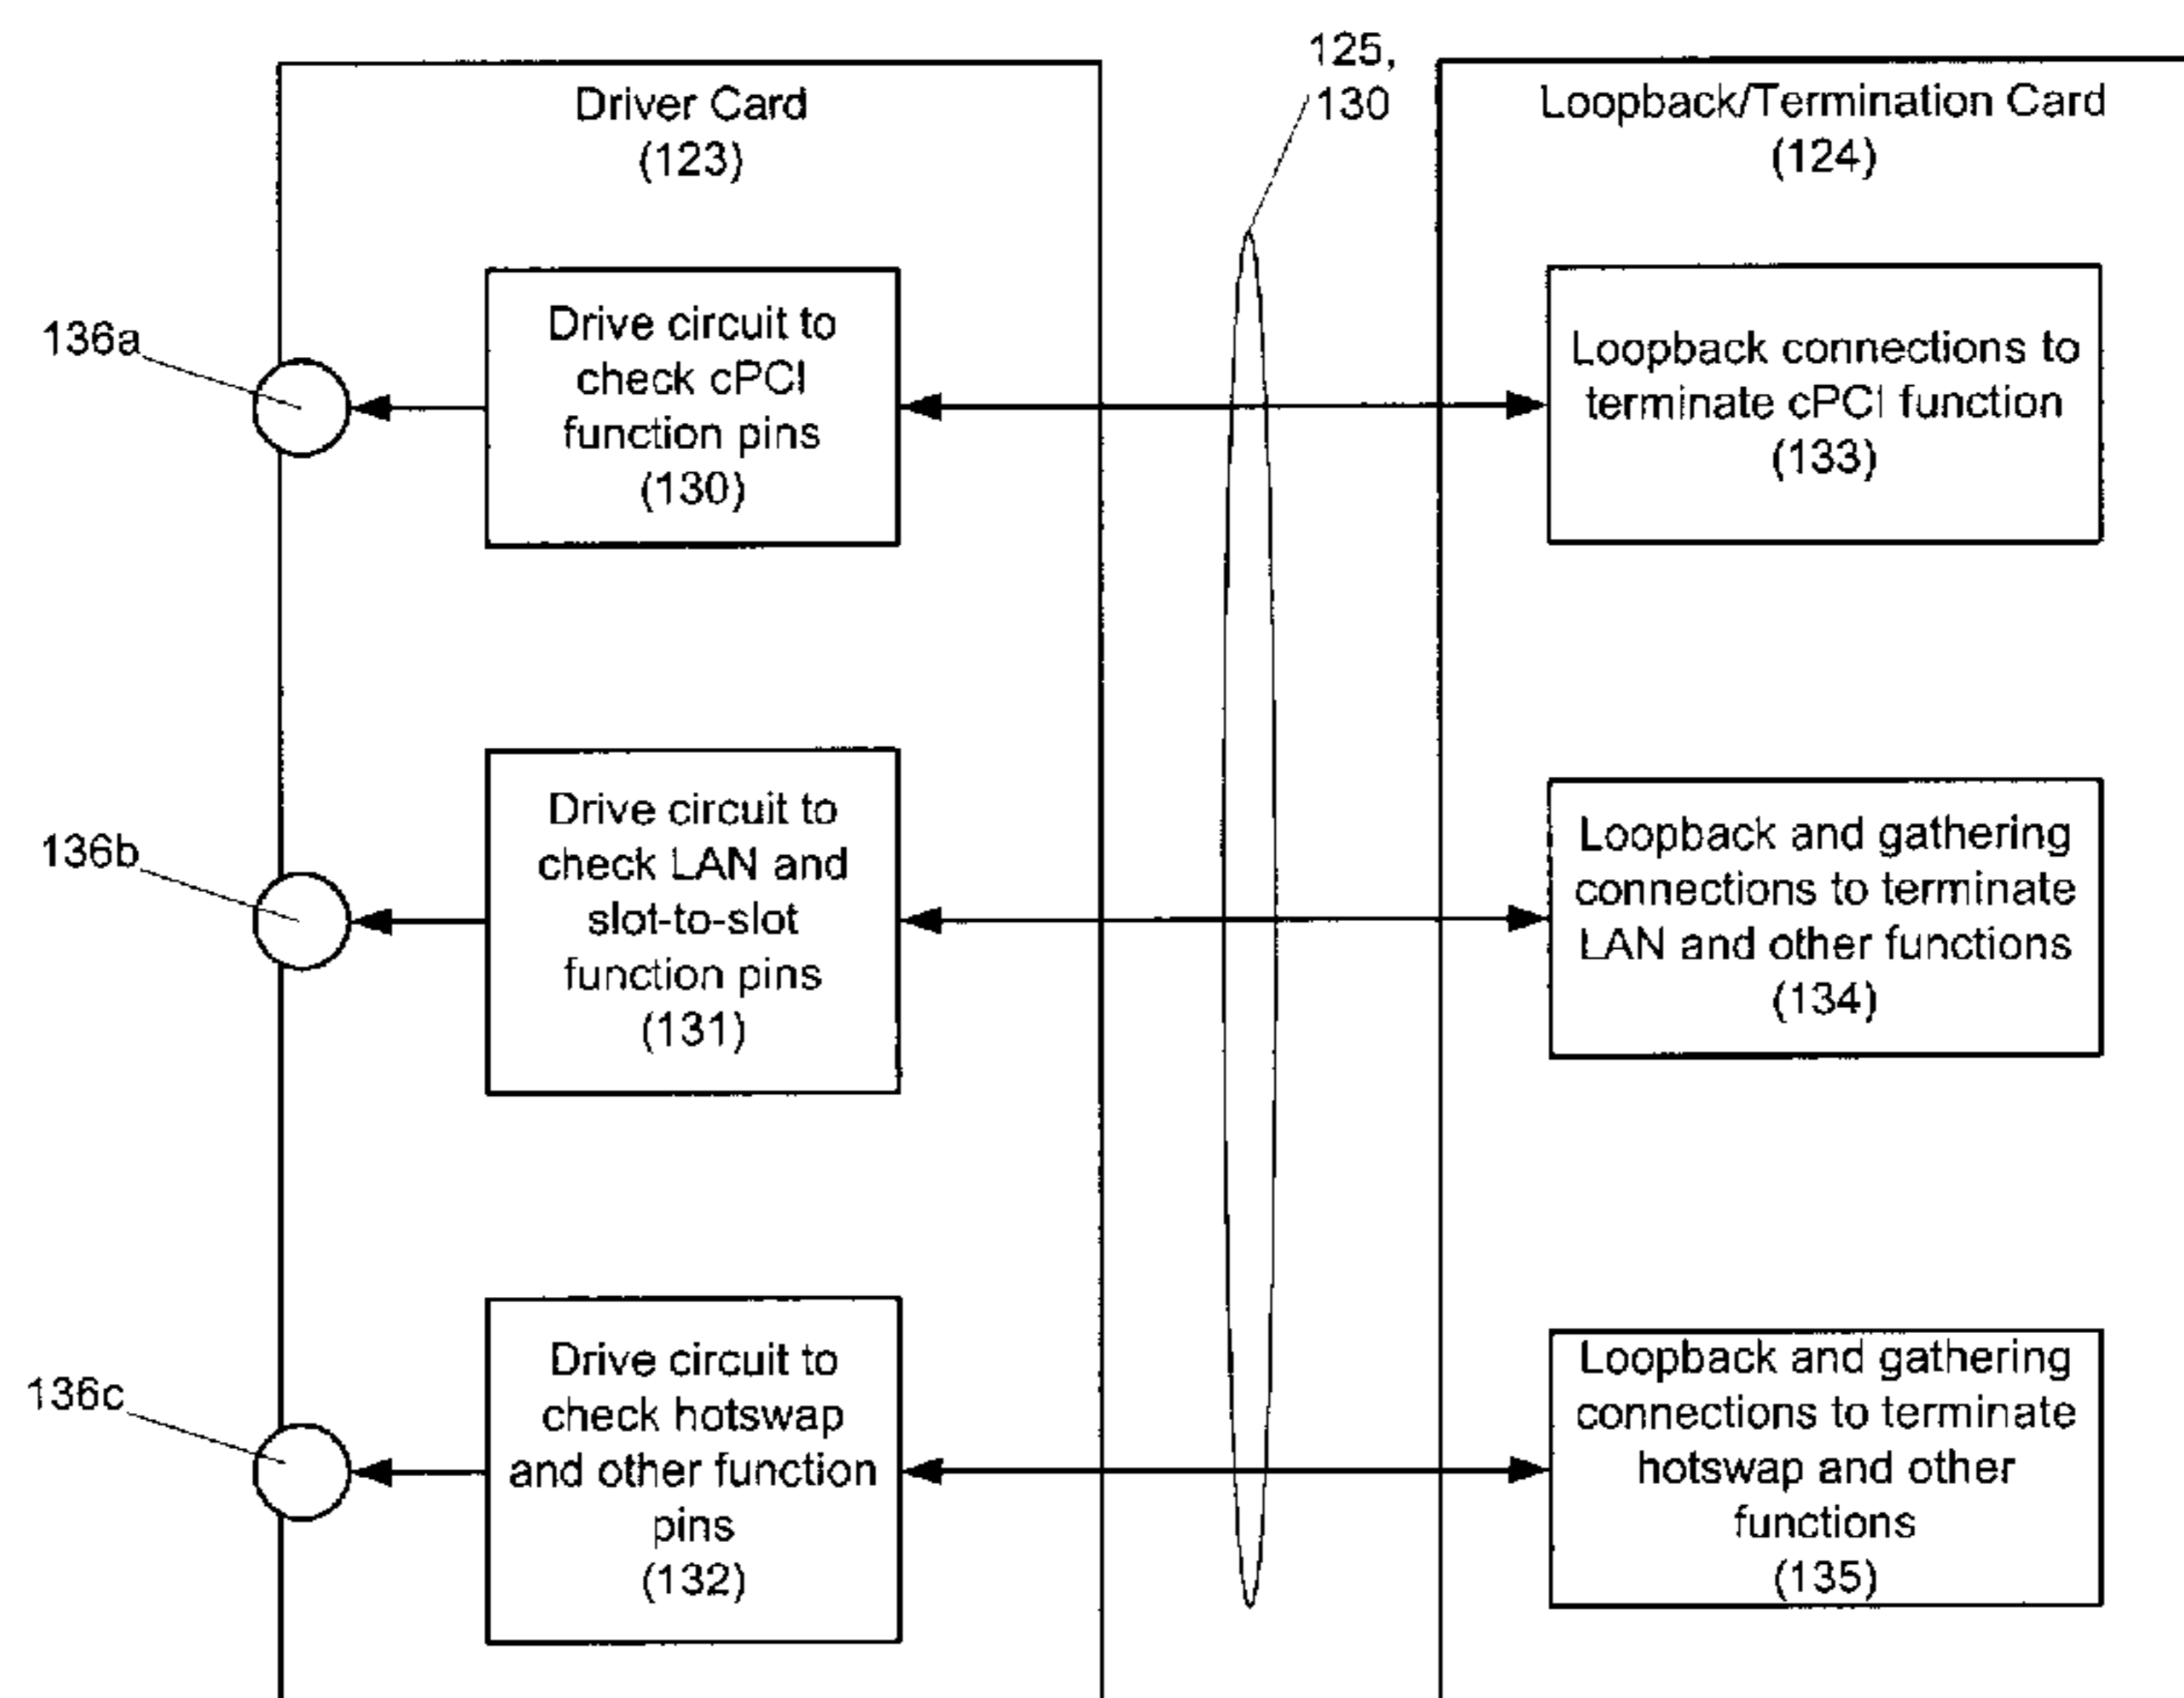 125,
130
Driver Card
(123)
Loopback/Termination Card
(124)
136a
Drive circuit to
check cPCI
function pins
(130)
Loopback connections to
terminate cPCI function
(133)
136b
Drive circuit to
check LAN and
slot-to-slot
function pins
(131)
Loopback and gathering
connections to terminate
LAN and other functions
(134)
136c
Drive circuit to
check hotswap
and other function
pins
(132)
Loopback and gathering
connections to terminate
hotswap and other
functions
(135)